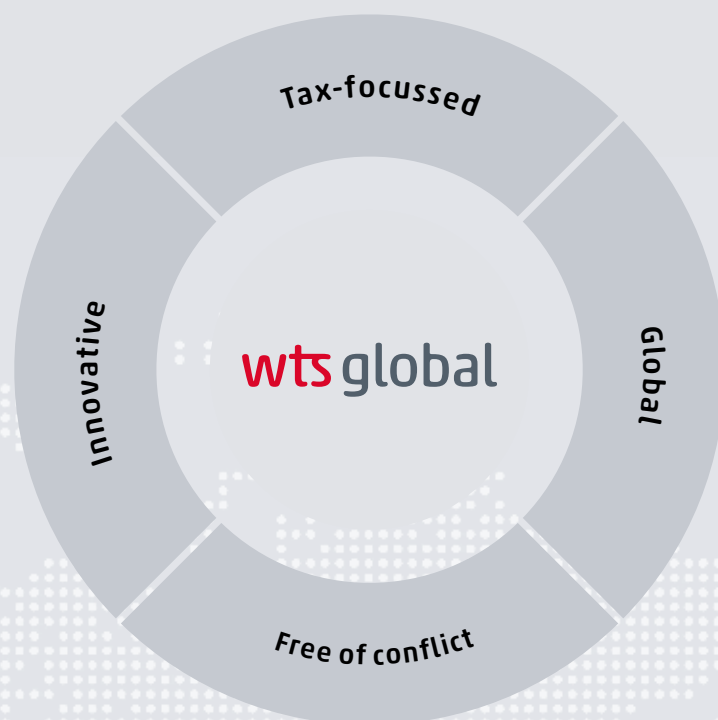 Tax-focussed
Innovative
wts global
Global
Free of conflict